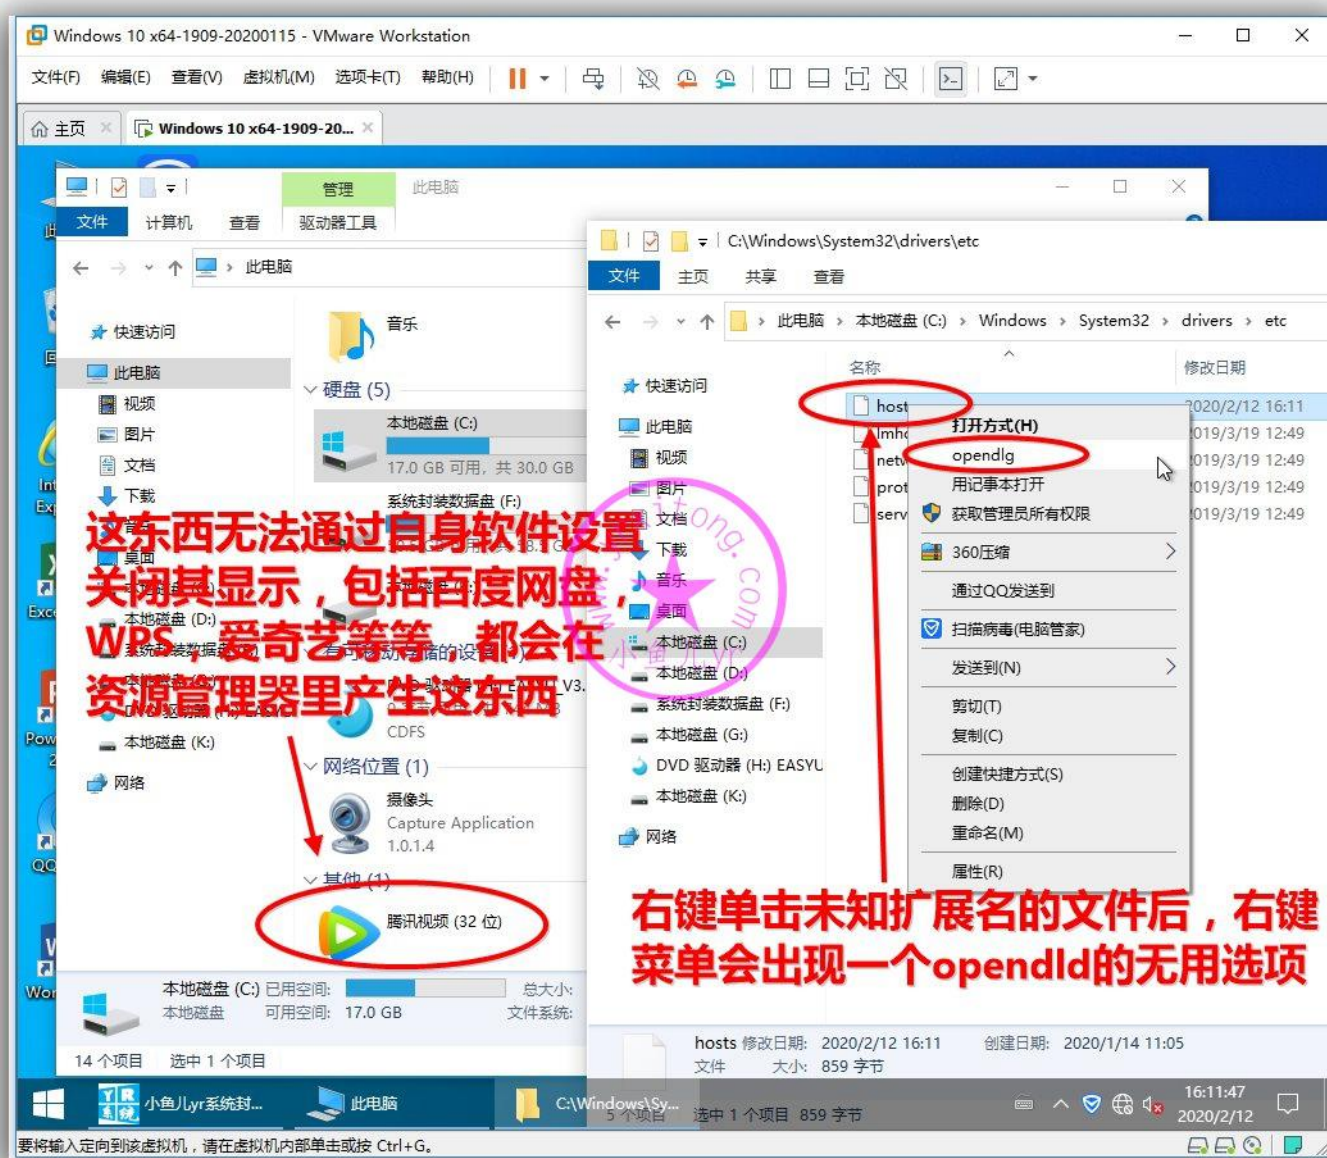 Windows 10 x64-1909-20200115 - VMware Workstation
文件(F) 编辑(E) 查看(V) 虚拟机(M) 选项卡(T) 帮助(H)
主页 Windows 10 x64-1909-20...
管理 此电脑
文件 计算机 查看 驱动器工具
此电脑
快速访问
此电脑
视频
图片
文档
下载
桌面
本地磁盘 (D:)
本地磁盘 (K:)
网络
音乐
硬盘 (5)
本地磁盘 (C:)
17.0 GB 可用, 共 30.0 GB
系统封装数据盘 (F:)
CDFS
网络位置 (1)
摄像头
Capture Application
1.0.1.4
其他 (1)
腾讯视频 (32 位)
这东西无法通过自身软件设置
关闭其显示，包括百度网盘，
WPS，爱奇艺等等，都会在
资源管理器里产生这东西
本地磁盘 (C:) 已用空间: 总大小:
本地磁盘 可用空间: 17.0 GB 文件系统:
14 个项目 选中 1 个项目
C:\Windows\System32\drivers\etc
文件 主页 共享 查看
此电脑 本地磁盘 (C:) Windows System32 drivers etc
名称 修改日期
快速访问
此电脑
视频
图片
文档
下载
音乐
桌面
本地磁盘 (C:)
本地磁盘 (D:)
系统封装数据盘 (F:)
本地磁盘 (G:)
DVD 驱动器 (H:) EASYU
本地磁盘 (K:)
网络
host 2020/2/12 16:11
lmho 2019/3/19 12:49
netw 2019/3/19 12:49
prot 2019/3/19 12:49
serv 2019/3/19 12:49
打开方式(H)
opendlg
用记事本打开
获取管理员所有权限
360压缩
通过QQ发送到
扫描病毒(电脑管家)
发送到(N)
剪切(T)
复制(C)
创建快捷方式(S)
删除(D)
重命名(M)
属性(R)
右键单击未知扩展名的文件后，右键
菜单会出现一个opendld的无用选项
hosts 修改日期: 2020/2/12 16:11 创建日期: 2020/1/14 11:05
文件 大小: 859 字节
5 个项目 选中 1 个项目 859 字节
小鱼儿yr系统封... 此电脑 C:\Windows\Sy...
16:11:47
2020/2/12
要将输入定向到该虚拟机，请在虚拟机内部单击或按 Ctrl+G。
小鱼儿yr